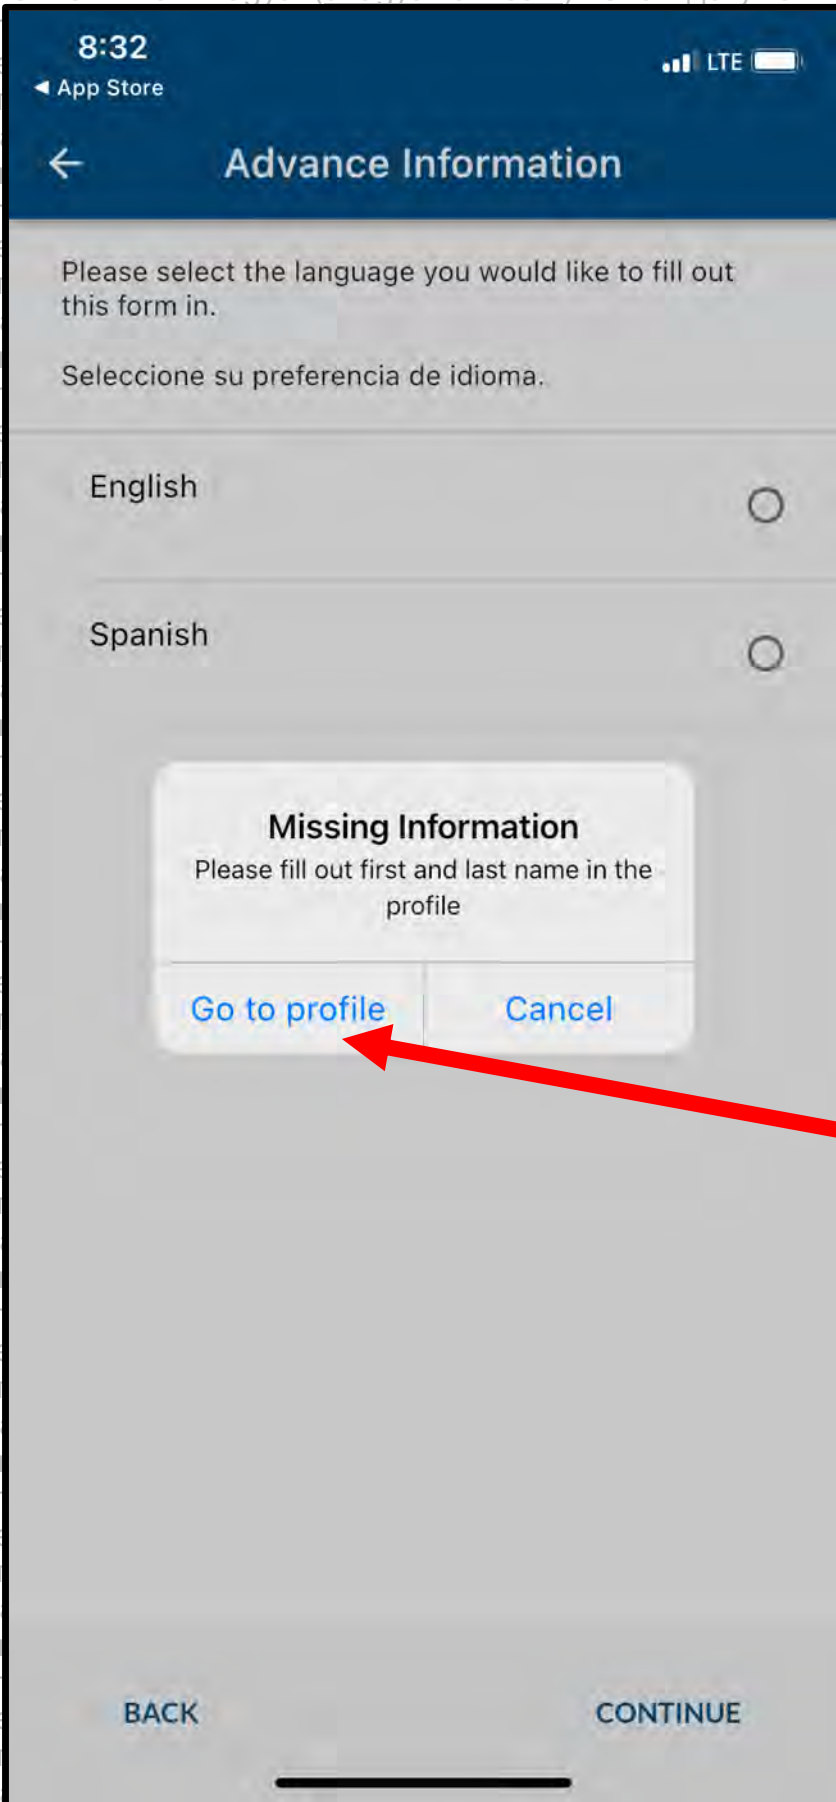 8:32
LTE
◀ App Store
Advance Information
Please select the language you would like to fill out
this form in.
Seleccione su preferencia de idioma.
English
Spanish
Missing Information
Please fill out first and last name in the
profile
Go to profile
Cancel
BACK
CONTINUE